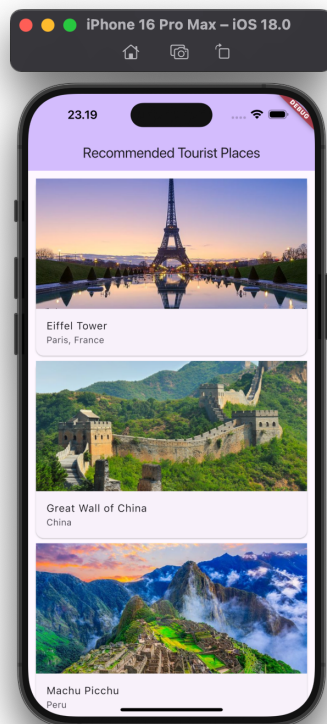 iPhone 16 Pro Max – iOS 18.0
23.19
DEBUG
Recommended Tourist Places
Eiffel Tower
Paris, France
Great Wall of China
China
Machu Picchu
Peru